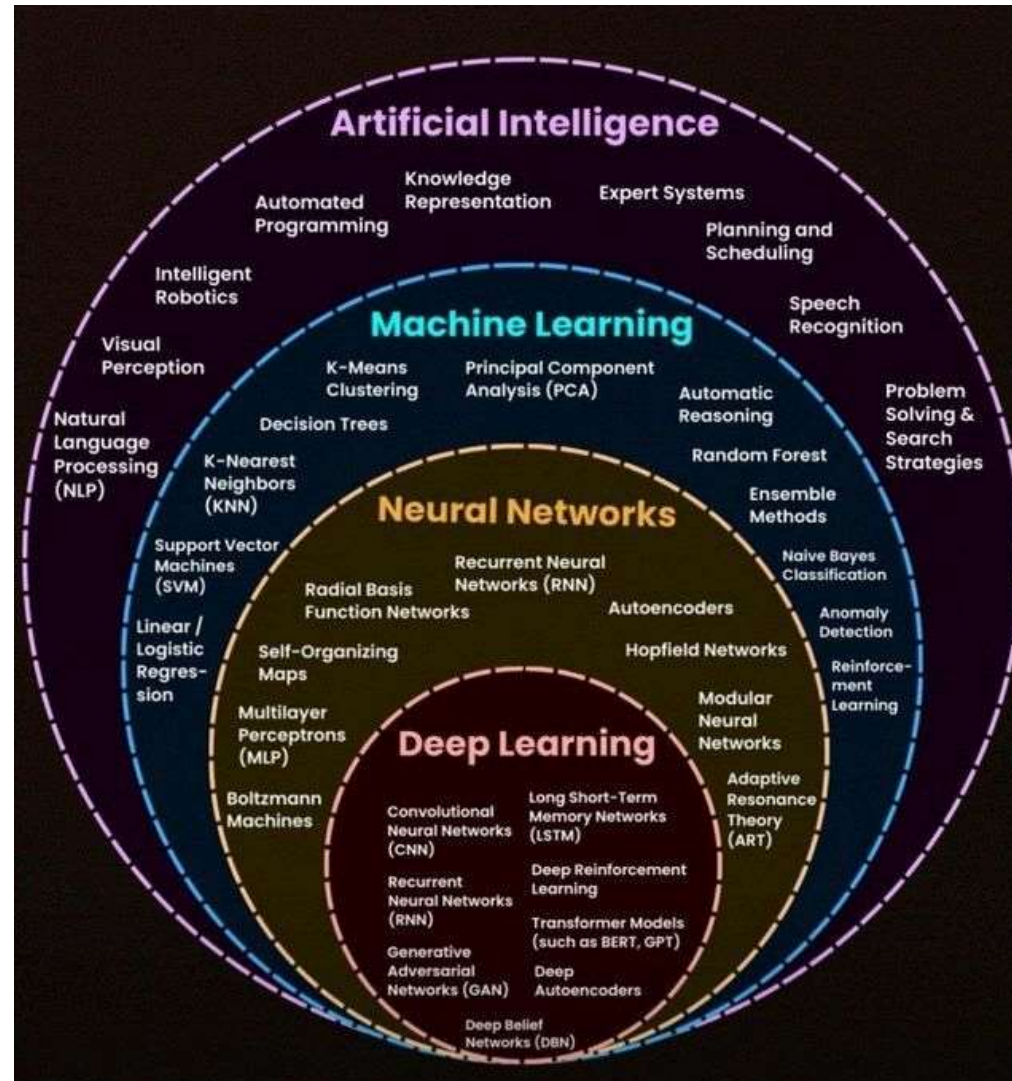 Artificial Intelligence
Knowledge
Representation
Expert Systems
Automated
Programming
Planning and
Scheduling
Intelligent
Robotics
Speech
Recognition
Visual
Perception
Problem
Solving &
Search
Strategies
Natural
Language
Processing
(NLP)
Machine Learning
K-Means
Clustering
Principal Component
Analysis (PCA)
Automatic
Reasoning
Decision Trees
Random Forest
K-Nearest
Neighbors
(KNN)
Ensemble
Methods
Support Vector
Machines
(SVM)
Naive Bayes
Classification
Linear /
Logistic
Regres-
sion
Anomaly
Detection
Reinforce-
ment
Learning
Neural Networks
Recurrent Neural
Networks (RNN)
Radial Basis
Function Networks
Autoencoders
Self-Organizing
Maps
Hopfield Networks
Multilayer
Perceptrons
(MLP)
Modular
Neural
Networks
Boltzmann
Machines
Adaptive
Resonance
Theory
(ART)
Deep Learning
Convolutional
Neural Networks
(CNN)
Long Short-Term
Memory Networks
(LSTM)
Recurrent
Neural Networks
(RNN)
Deep Reinforcement
Learning
Generative
Adversarial
Networks (GAN)
Transformer Models
(such as BERT, GPT)
Deep
Autoencoders
Deep Belief
Networks (DBN)